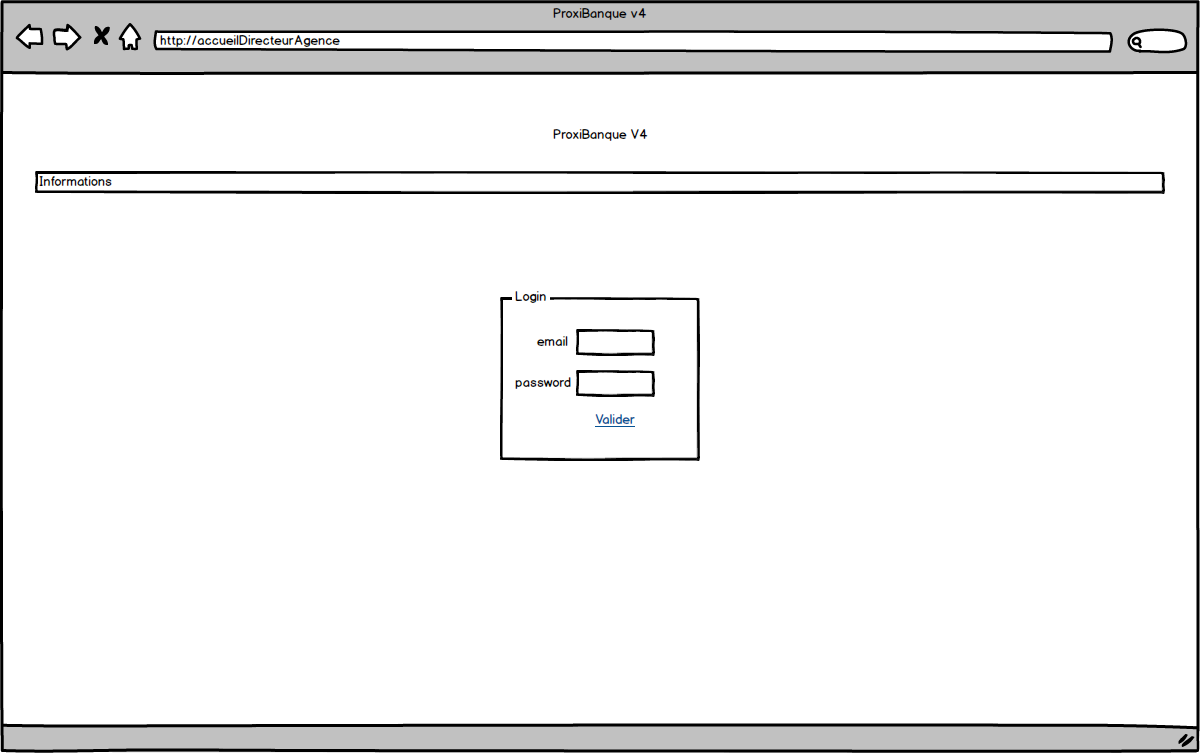 ProxiBanque v4
http://accueilDirecteurAgence
ProxiBanque V4
Informations
Login
email
password
Valider